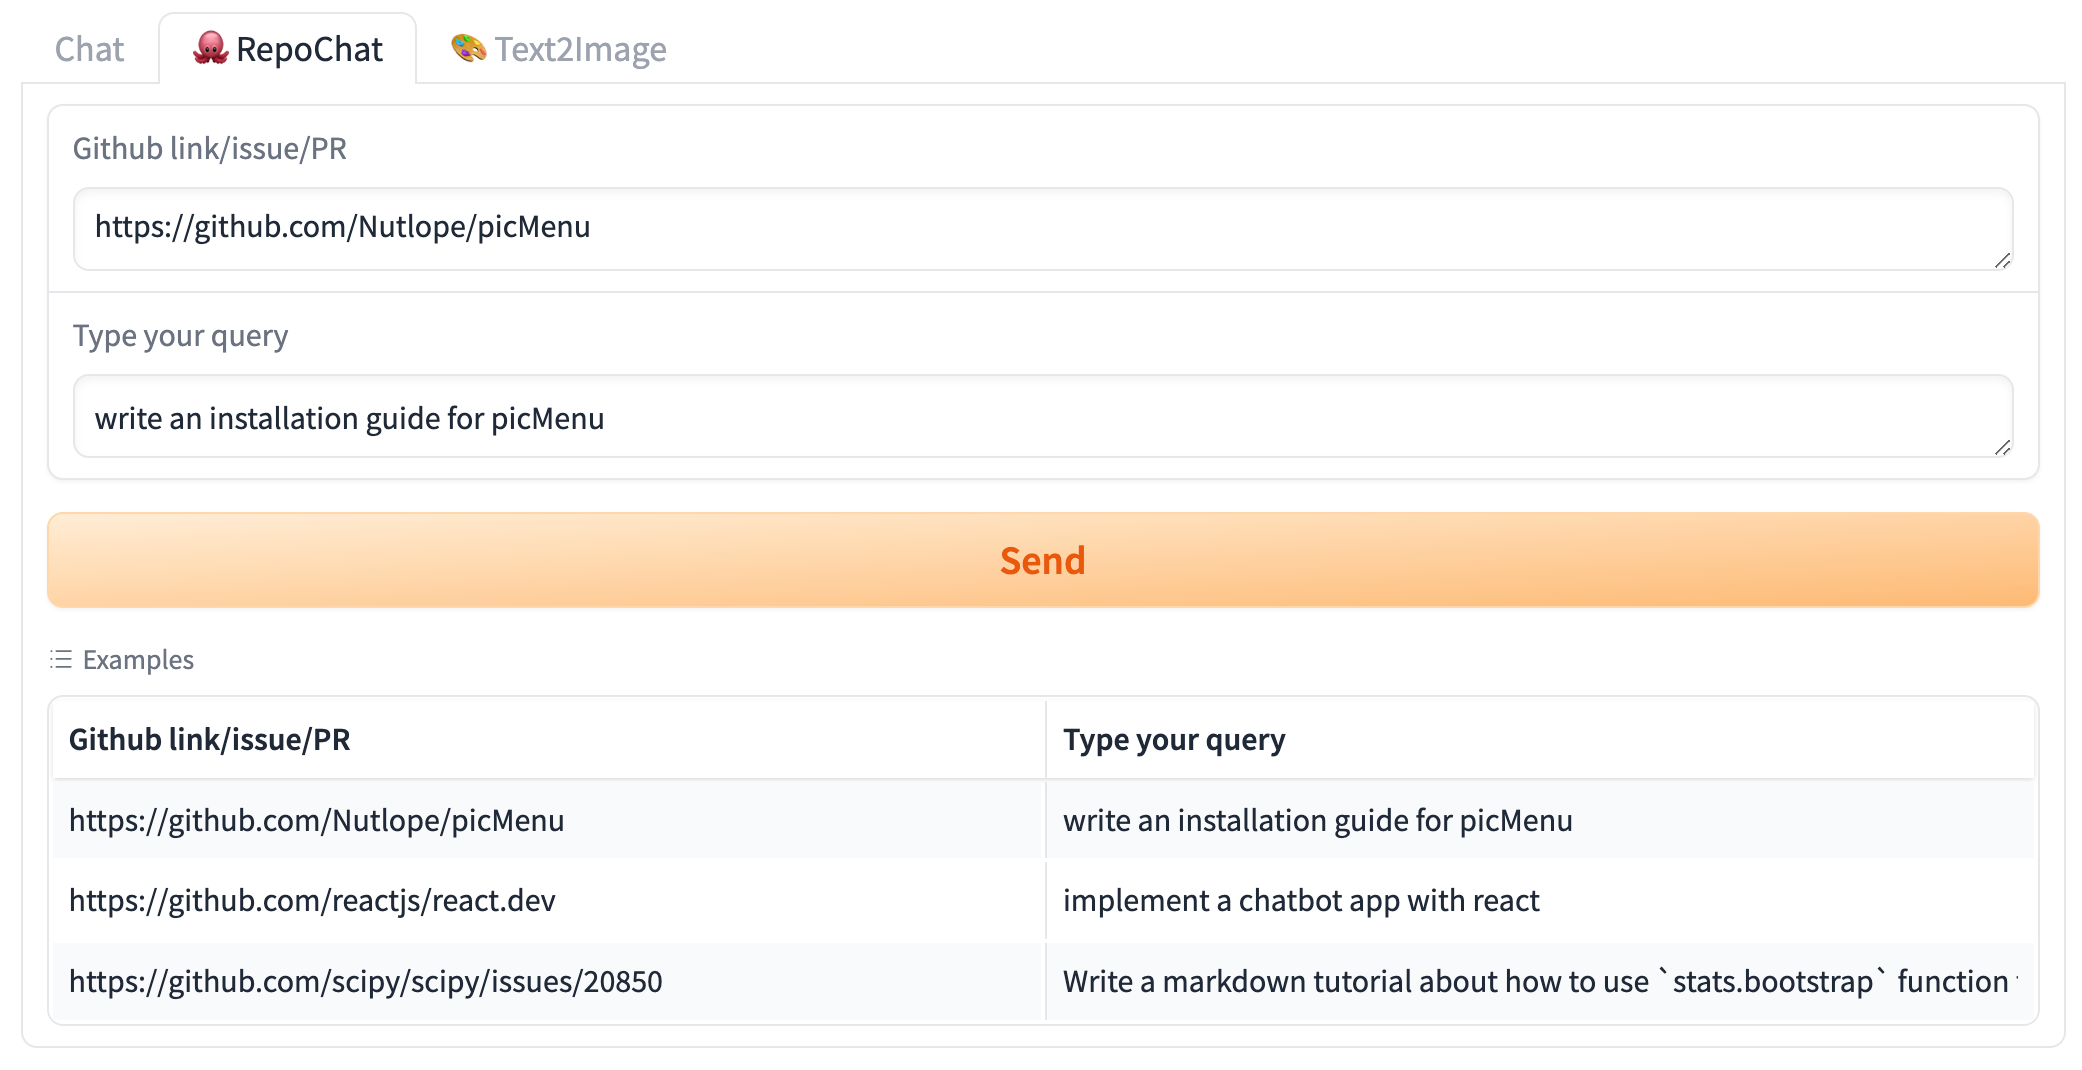 Chat
RepoChat
Text2Image
Github link/issue/PR
https://github.com/Nutlope/picMenu
Type your query
write an installation guide for picMenu
Send
Examples
Github link/issue/PR Type your query
https://github.com/Nutlope/picMenu write an installation guide for picMenu
https://github.com/reactjs/react.dev implement a chatbot app with react
https://github.com/scipy/scipy/issues/20850 Write a markdown tutorial about how to use `stats.bootstrap` function